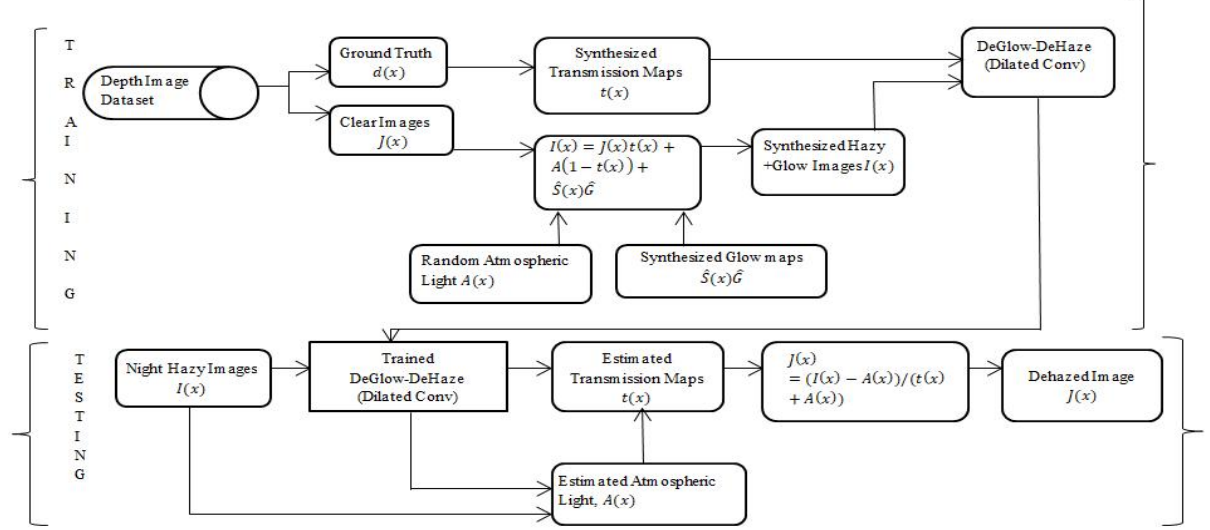 TRAINING
Depth Image
Dataset
Ground Truth
d(x)
Clear Images
J(x)
Synthesized
Transmission Maps
t(x)
I(x) = J(x)t(x) +
A(1 − t(x)) +
Ŝ(x)Ĝ
Synthesized Hazy
+Glow Images I(x)
DeGlow-DeHaze
(Dilated Conv)
Random Atmospheric
Light A(x)
Synthesized Glow maps
Ŝ(x)Ĝ
TESTING
Night Hazy Images
I(x)
Trained
DeGlow-DeHaze
(Dilated Conv)
Estimated
Transmission Maps
t(x)
J(x)
= (I(x) − A(x))/(t(x)
+ A(x))
Dehazed Image
J(x)
Estimated Atmospheric
Light, A(x)